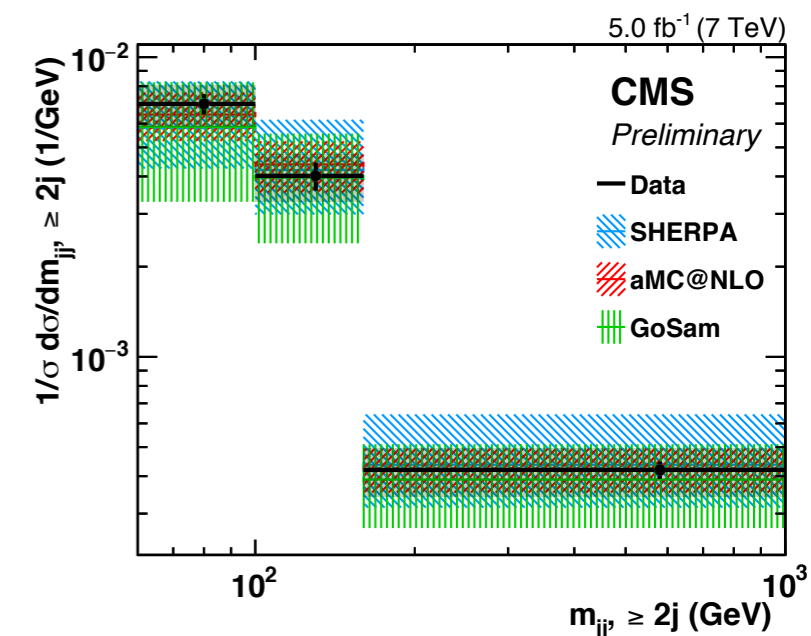 5.0 fb⁻¹ (7 TeV)
10⁻²
CMS
Preliminary
Data
SHERPA
aMC@NLO
GoSam
10⁻³
1/σ dσ/dm_jj, ≥ 2j (1/GeV)
10²
10³
m_jj, ≥ 2j (GeV)